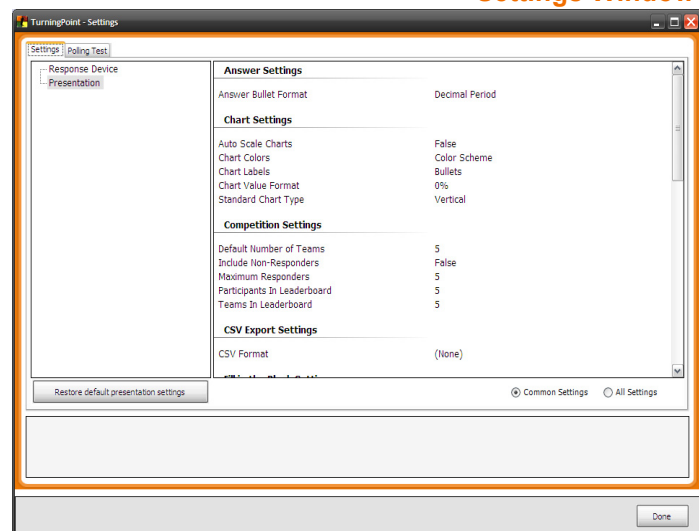 TurningPoint - Settings
Settings Polling Test
Response Device
Presentation
Answer Settings
Answer Bullet Format Decimal Period
Chart Settings
Auto Scale Charts False
Chart Colors Color Scheme
Chart Labels Bullets
Chart Value Format 0%
Standard Chart Type Vertical
Competition Settings
Default Number of Teams 5
Include Non-Responders False
Maximum Responders 5
Participants In Leaderboard 5
Teams In Leaderboard 5
CSV Export Settings
CSV Format (None)
Restore default presentation settings Common Settings All Settings
Done